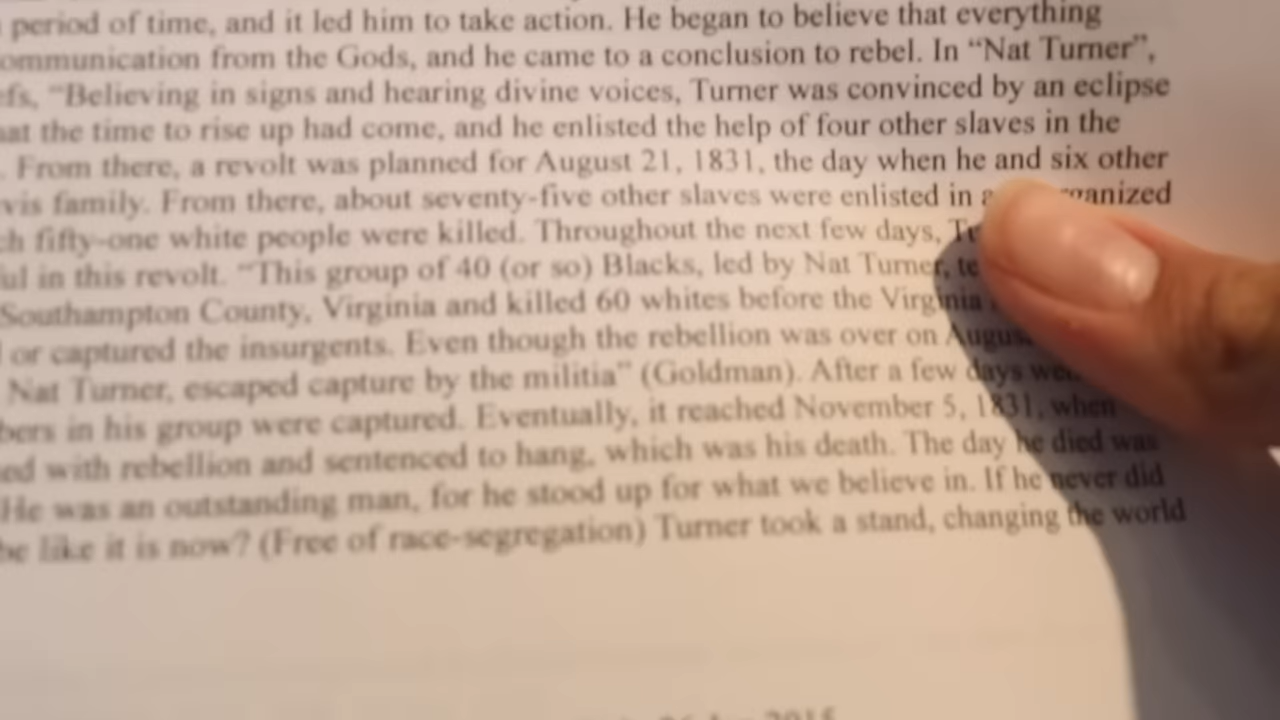 period of time, and it led him to take action. He began to believe that everything
ommunication from the Gods, and he came to a conclusion to rebel. In “Nat Turner”,
efs, “Believing in signs and hearing divine voices, Turner was convinced by an eclipse
at the time to rise up had come, and he enlisted the help of four other slaves in the
. From there, a revolt was planned for August 21, 1831, the day when he and six other
vis family. From there, about seventy-five other slaves were enlisted in
ch fifty-one white people were killed. Throughout the next few days,
ul in this revolt. “This group of 40 (or so) Blacks, led by Nat Turner,
Southampton County, Virginia and killed 60 whites before the Virginia
or captured the insurgents. Even though the rebellion was over on
Nat Turner, escaped capture by the militia” (Goldman). After a few days
bers in his group were captured. Eventually, it reached November 5, 1831, when
ed with rebellion and sentenced to hang, which was his death. The day he died was
He was an outstanding man, for he stood up for what we believe in. If he never did
be like it is now? (Free of race-segregation) Turner took a stand, changing the world